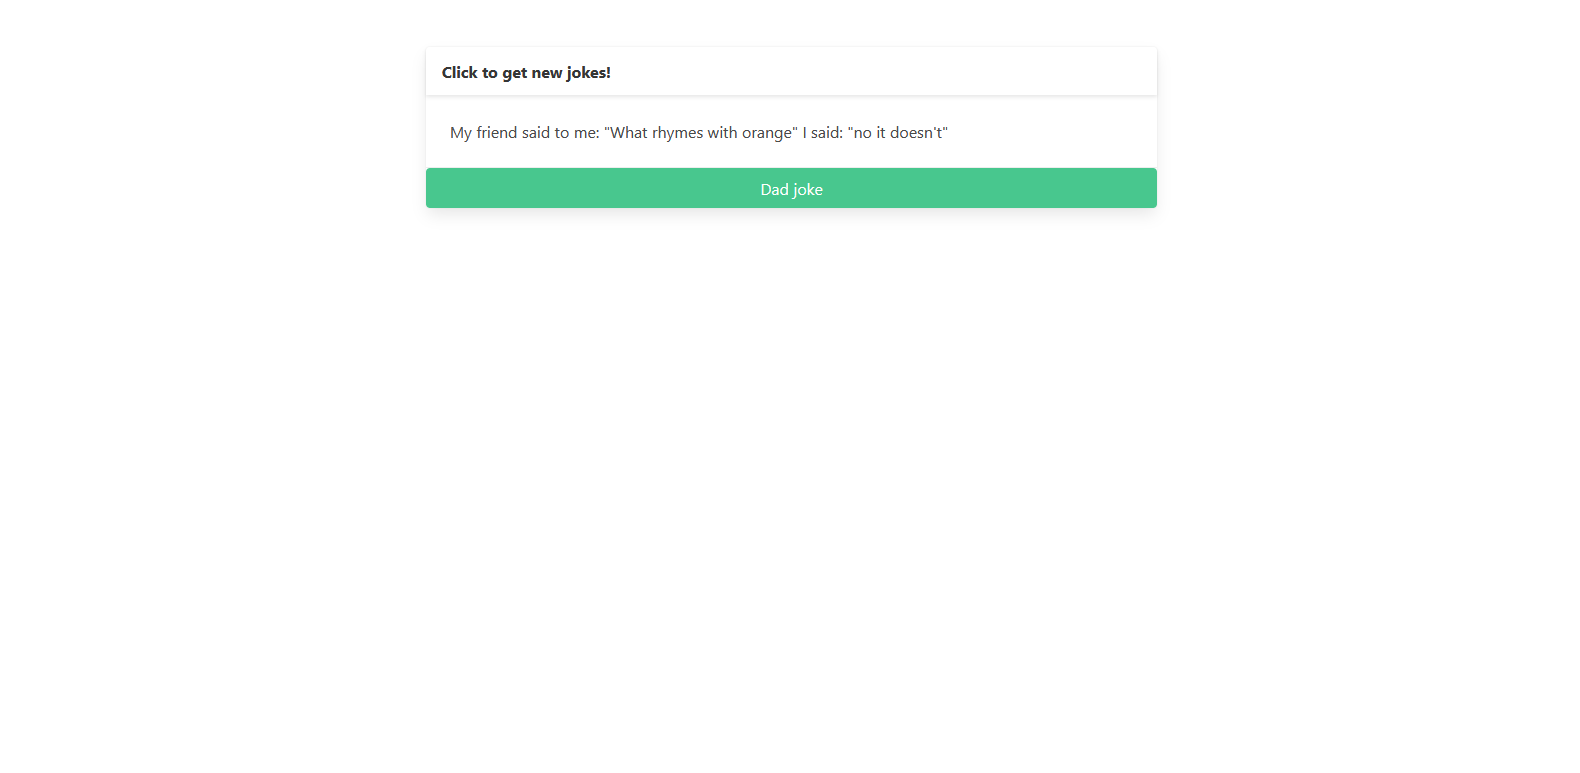 Click to get new jokes!
My friend said to me: "What rhymes with orange" I said: "no it doesn't"
Dad joke